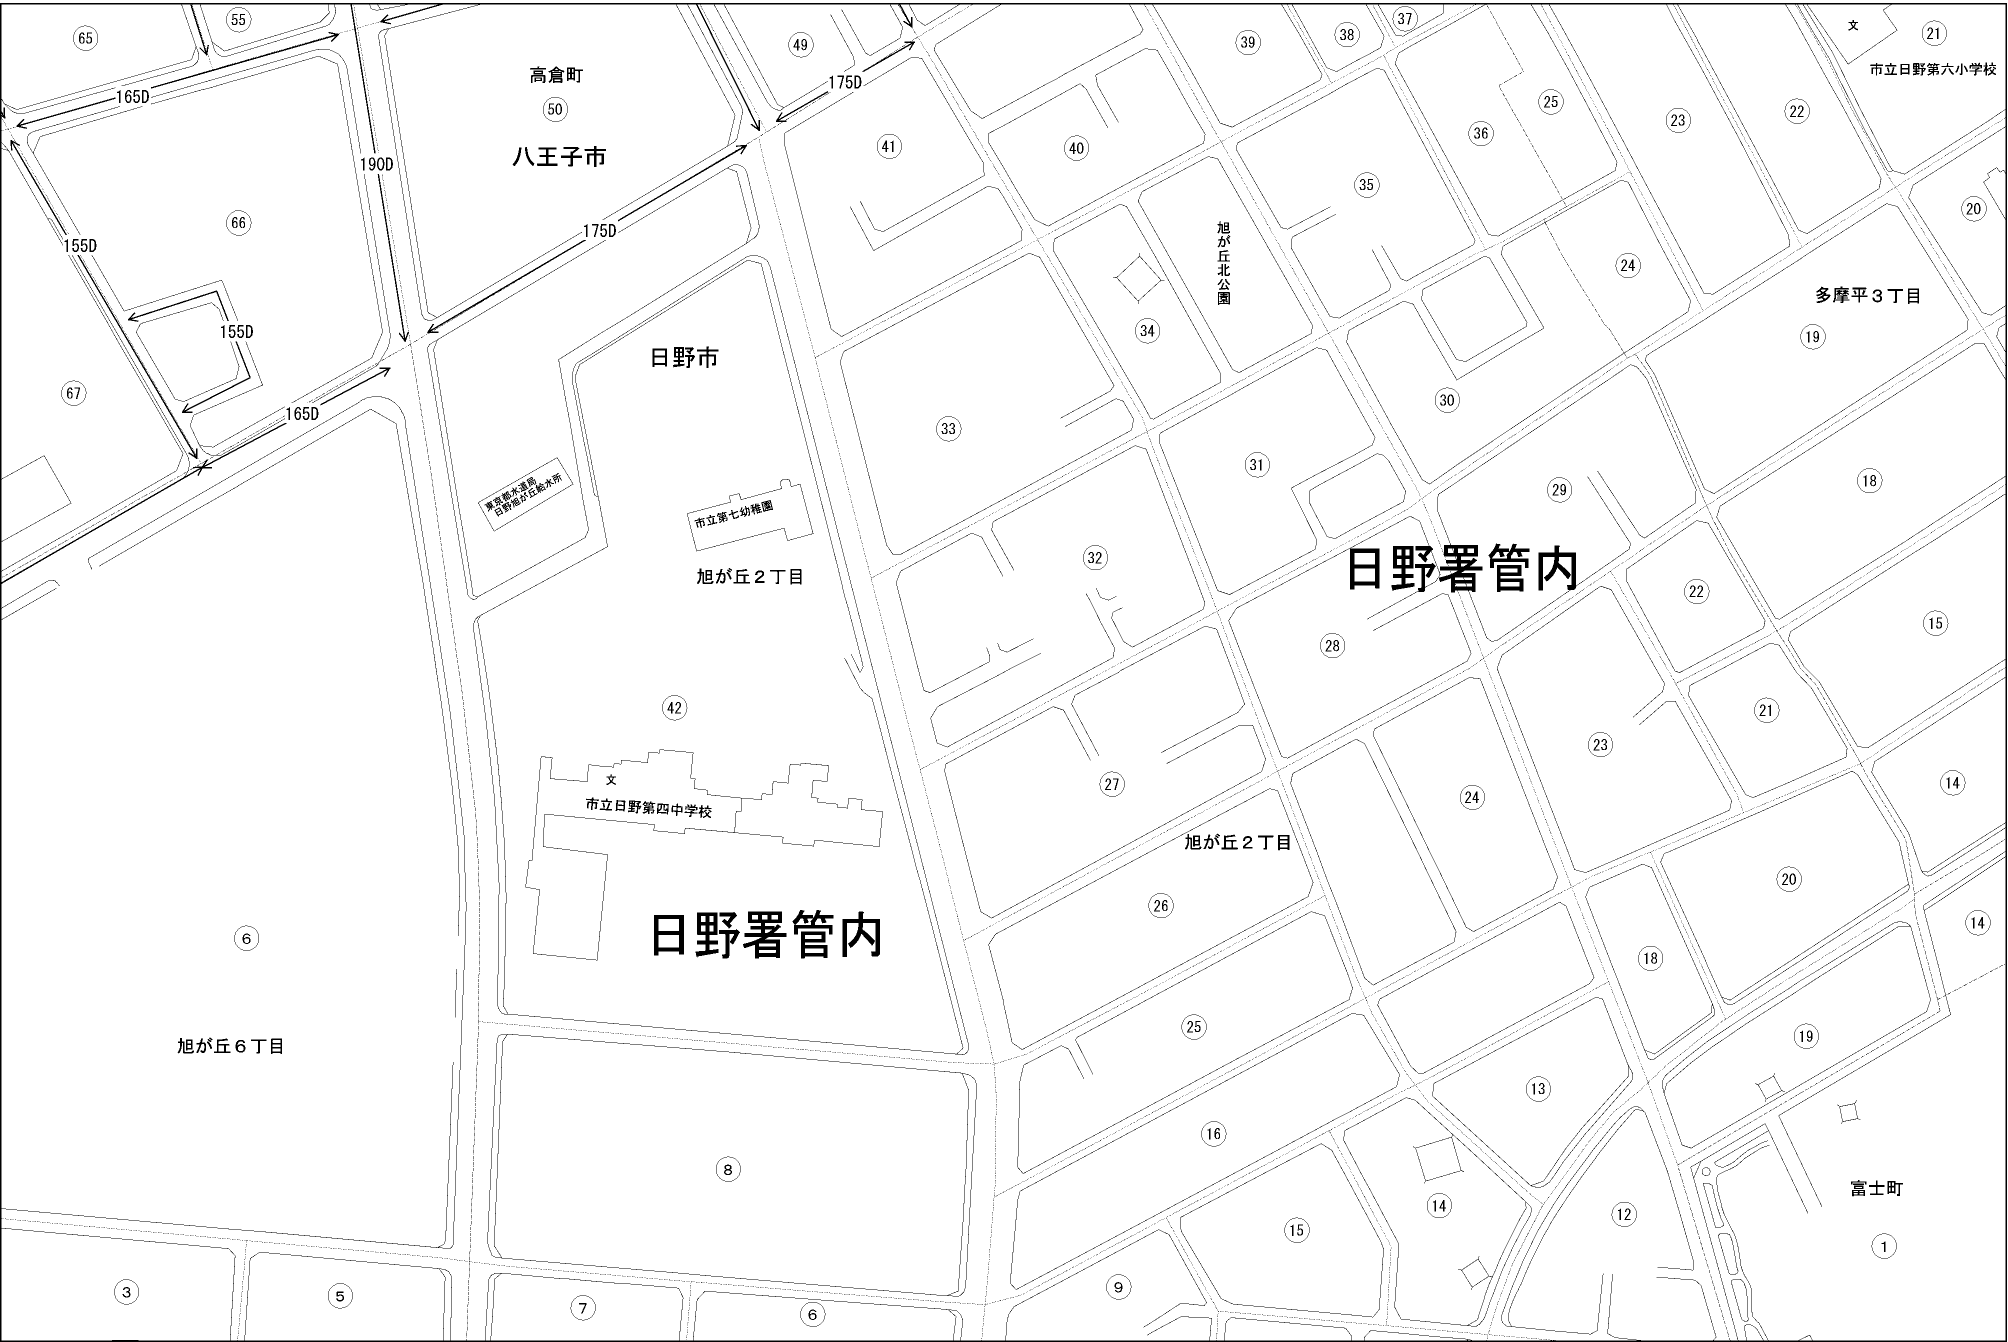 65
55
49
39
38
37
文
21
市立日野第六小学校
高倉町
50
八王子市
165D
175D
190D
41
40
36
25
23
22
35
66
175D
155D
旭が丘北公園
20
24
多摩平3丁目
155D
34
19
日野市
67
165D
33
30
31
29
18
東京都水道局
日野旭が丘給水所
市立第七幼稚園
32
日野署管内
旭が丘2丁目
22
15
28
42
21
23
文
市立日野第四中学校
27
24
14
旭が丘2丁目
20
26
日野署管内
6
14
18
25
19
旭が丘6丁目
13
16
8
富士町
14
12
15
1
3
5
7
6
9